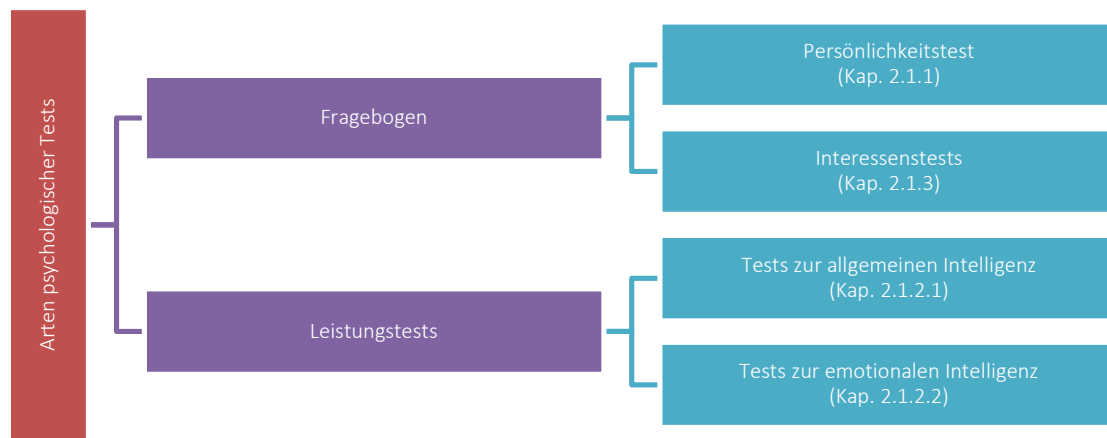 Arten psychologischer Tests
Fragebogen
Persönlichkeitstest
(Kap. 2.1.1)
Interessenstests
(Kap. 2.1.3)
Leistungstests
Tests zur allgemeinen Intelligenz
(Kap. 2.1.2.1)
Tests zur emotionalen Intelligenz
(Kap. 2.1.2.2)